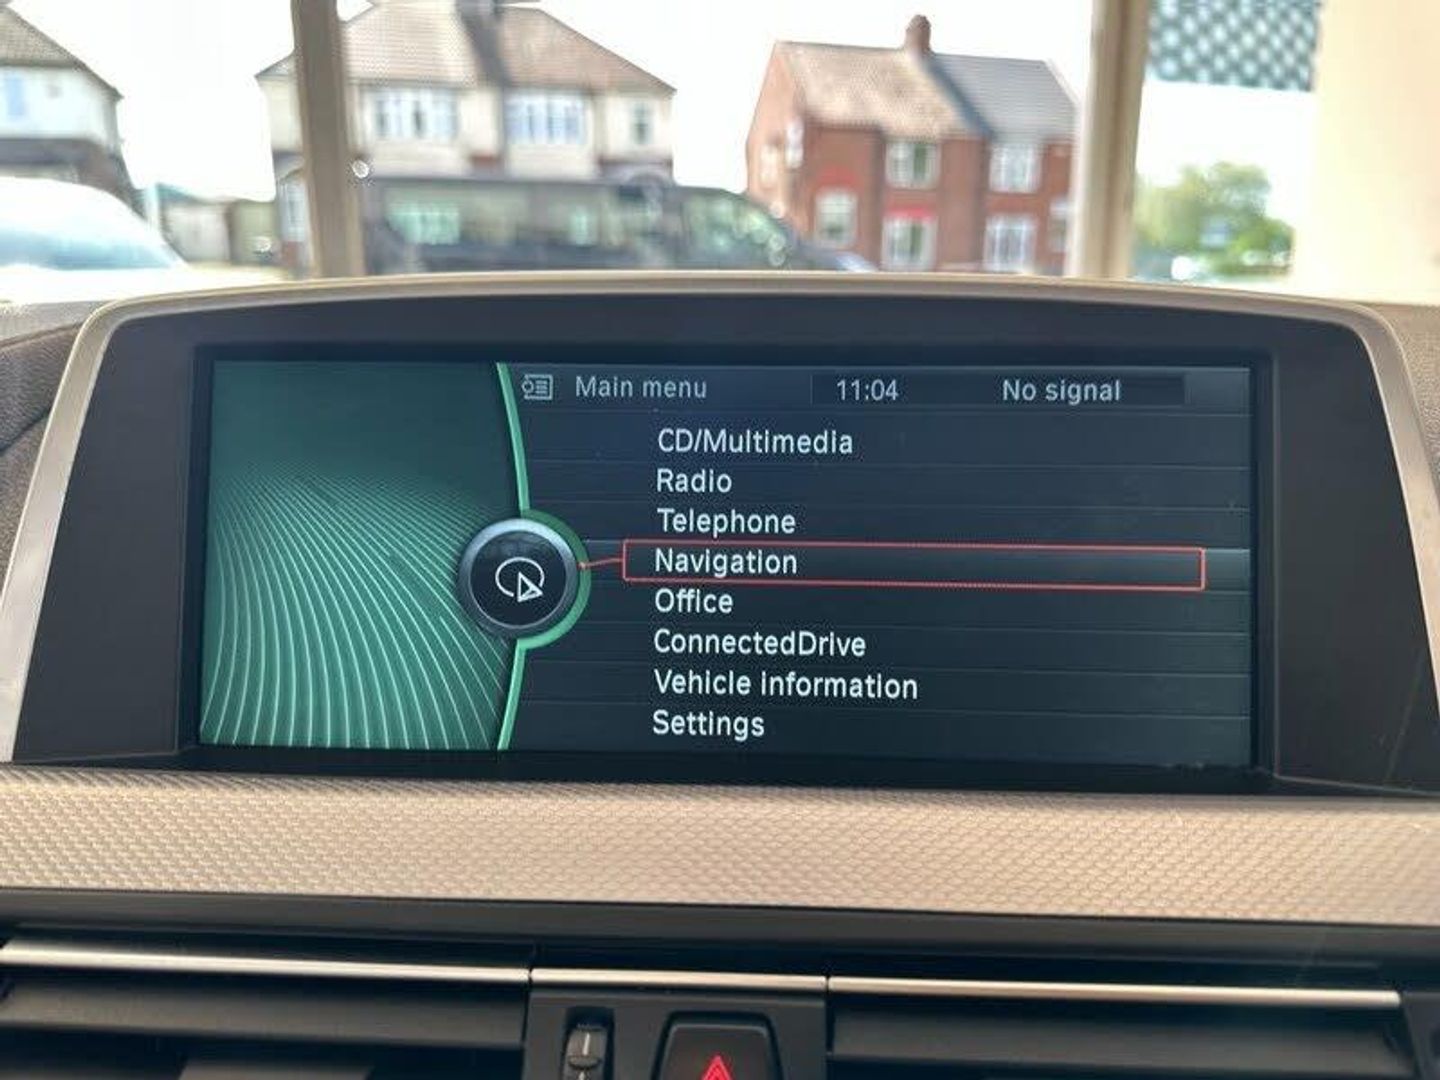 Main menu 11:04 No signal
CD/Multimedia
Radio
Telephone
Navigation
Office
ConnectedDrive
Vehicle information
Settings